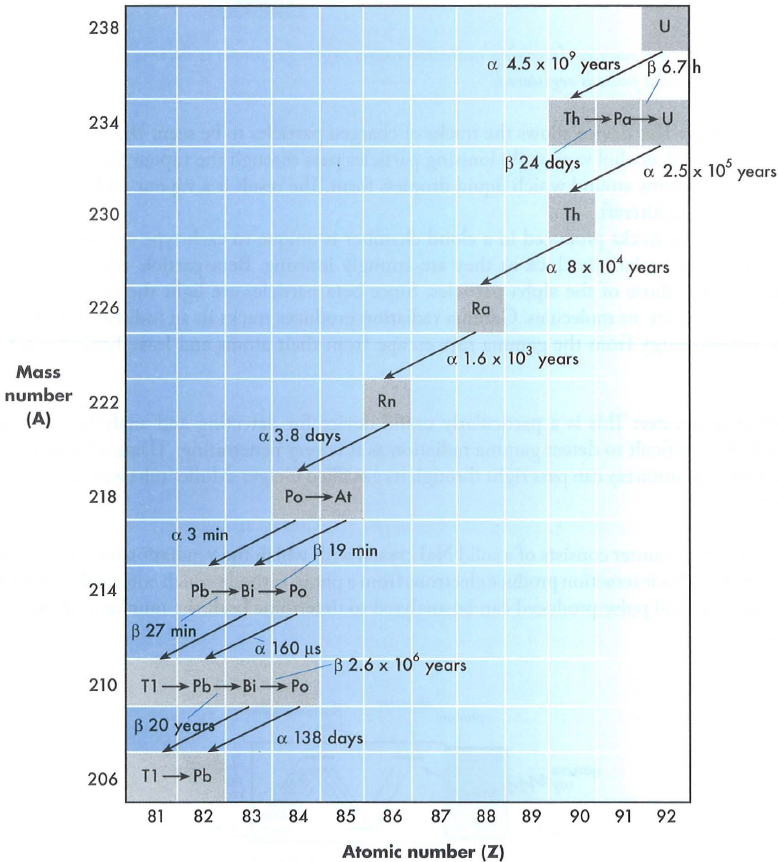 238 U
α 4.5 x 10⁹ years
β 6.7 h
234 Th Pa U
β 24 days
α 2.5 x 10⁵ years
230 Th
α 8 x 10⁴ years
226 Ra
α 1.6 x 10³ years
Mass
number
(A)
222 Rn
α 3.8 days
218 Po At
α 3 min
β 19 min
214 Pb Bi Po
β 27 min
α 160 μs
β 2.6 x 10⁶ years
210 T1 Pb Bi Po
β 20 years
α 138 days
206 T1 Pb
81 82 83 84 85 86 87 88 89 90 91 92
Atomic number (Z)